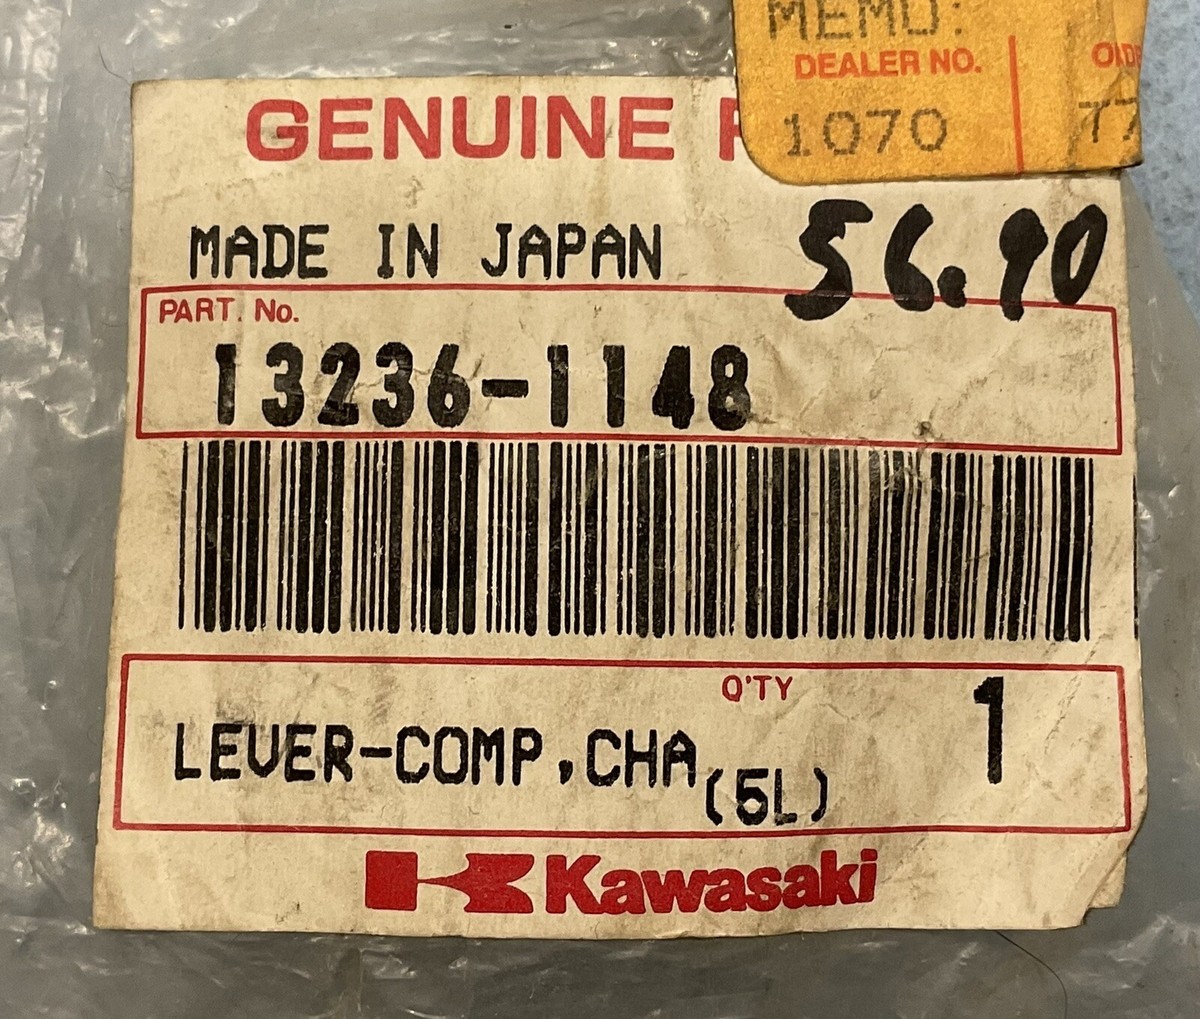 MEMO:
DEALER NO.
1070
77
GENUINE
MADE IN JAPAN
56.90
PART. No.
13236-1148
Q'TY
1
LEVER-COMP,CHA(5L)
Kawasaki